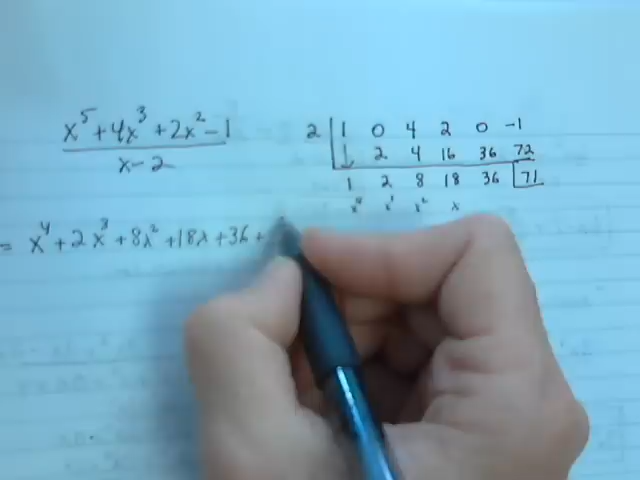 x⁵+4x³+2x²-1
x-2
2 | 1 0 4 2 0 -1
↓ 2 4 16 36 72
1 2 8 18 36 71
x⁴ x³ x² x
= x⁴+2x³+8x²+18x+36+